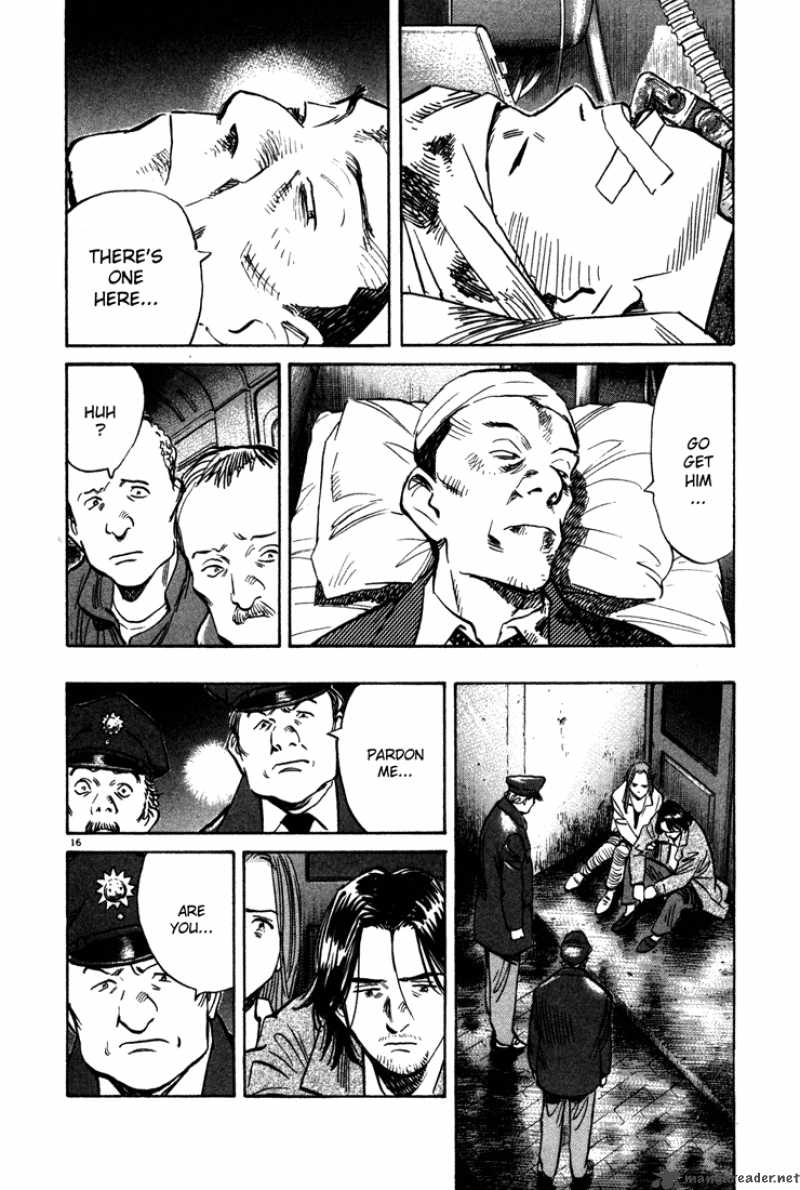 THERE'S
ONE
HERE...
HUH
?
GO
GET
HIM
...
PARDON
ME...
16
ARE
YOU...
mangareader.net